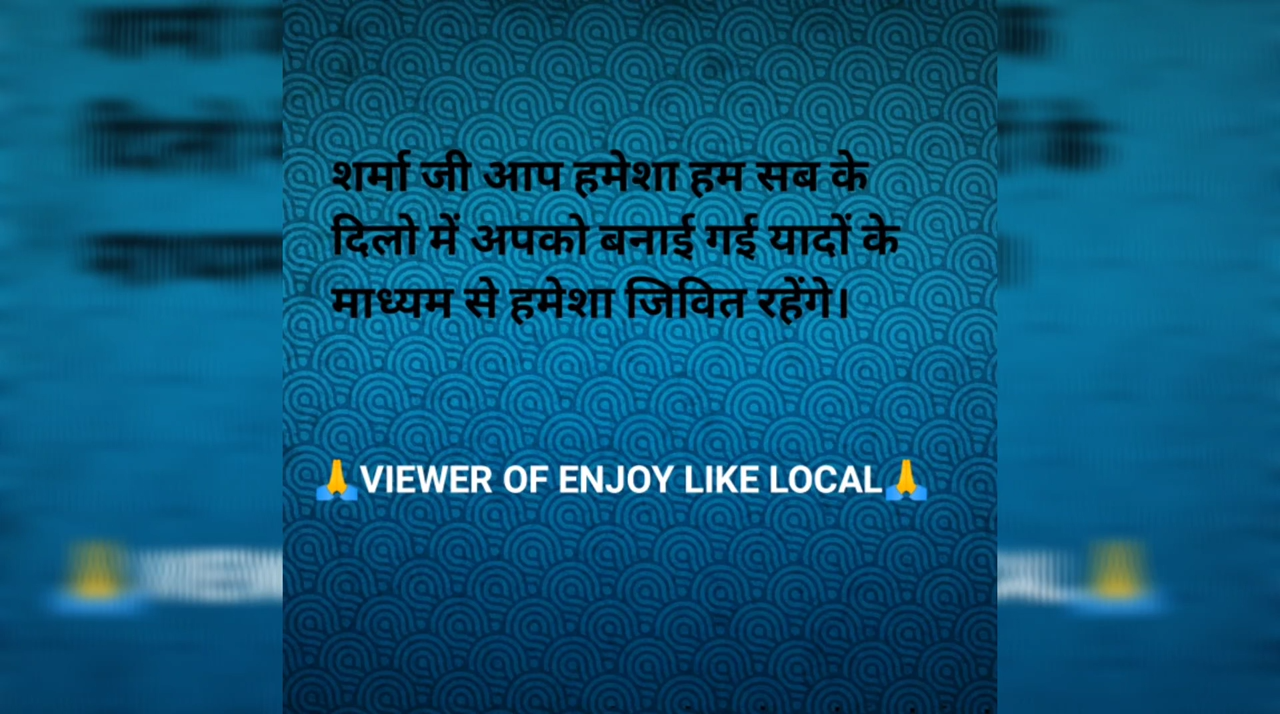 शर्मा जी आप हमेशा हम सब के
दिलो में अपको बनाई गई यादों के
माध्यम से हमेशा जिवित रहेंगे।
🙏VIEWER OF ENJOY LIKE LOCAL🙏